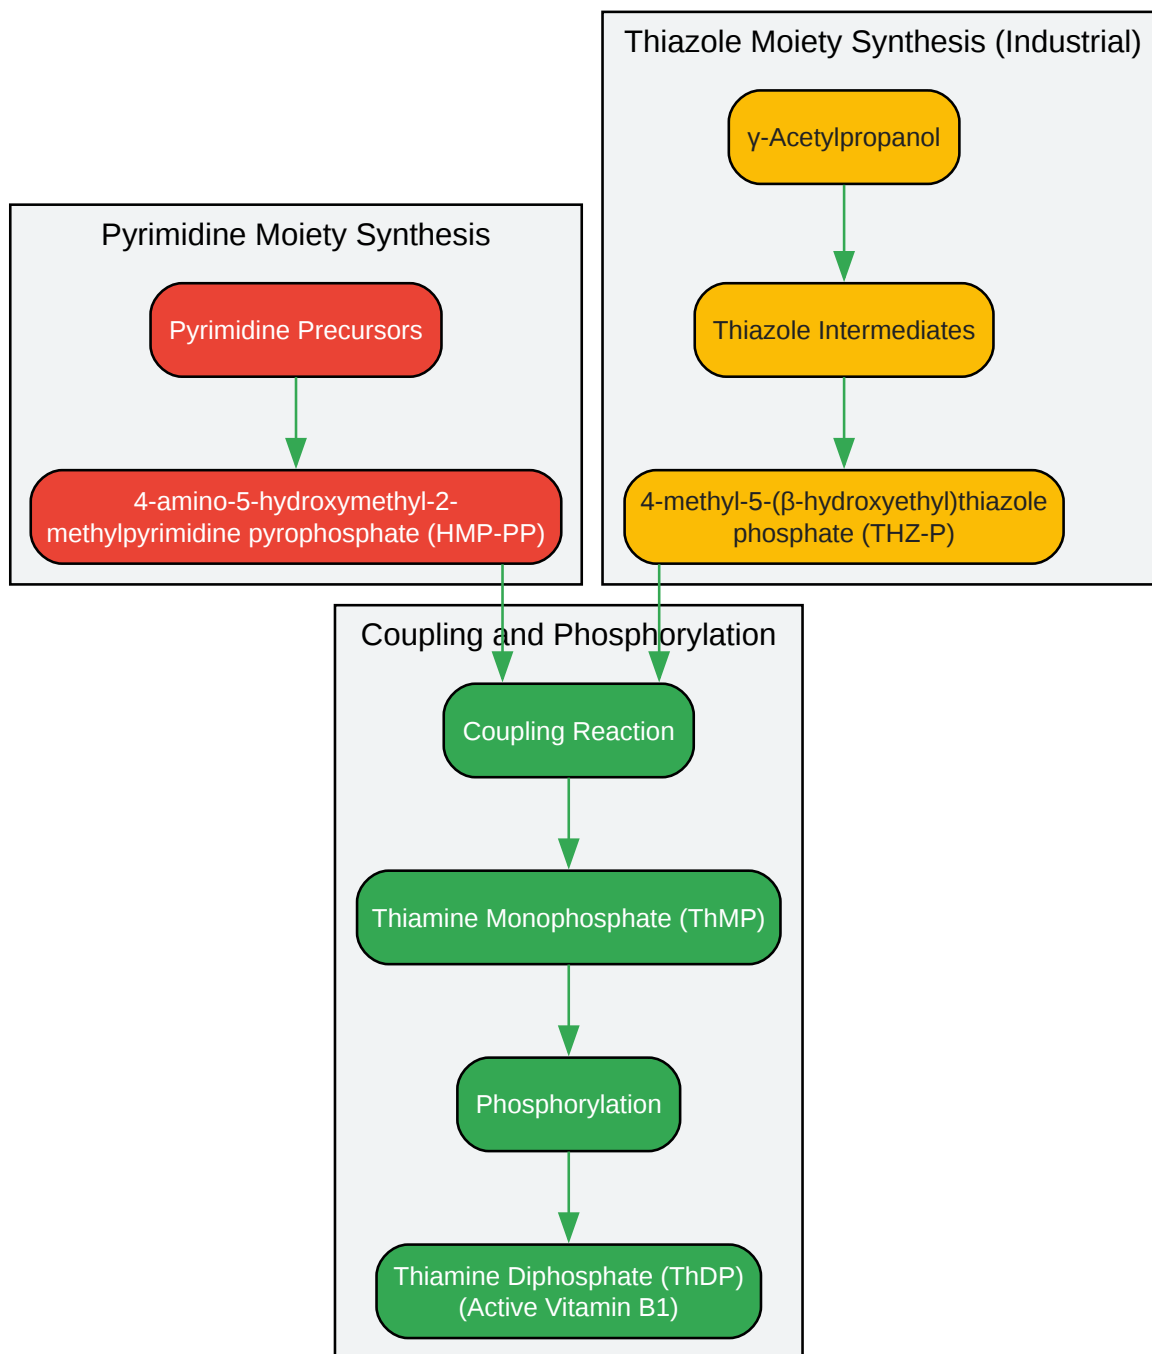 Thiazole Moiety Synthesis (Industrial)
γ-Acetylpropanol
Pyrimidine Moiety Synthesis
Pyrimidine Precursors
Thiazole Intermediates
4-amino-5-hydroxymethyl-2-
methylpyrimidine pyrophosphate (HMP-PP)
4-methyl-5-(β-hydroxyethyl)thiazole
phosphate (THZ-P)
Coupling and Phosphorylation
Coupling Reaction
Thiamine Monophosphate (ThMP)
Phosphorylation
Thiamine Diphosphate (ThDP)
(Active Vitamin B1)